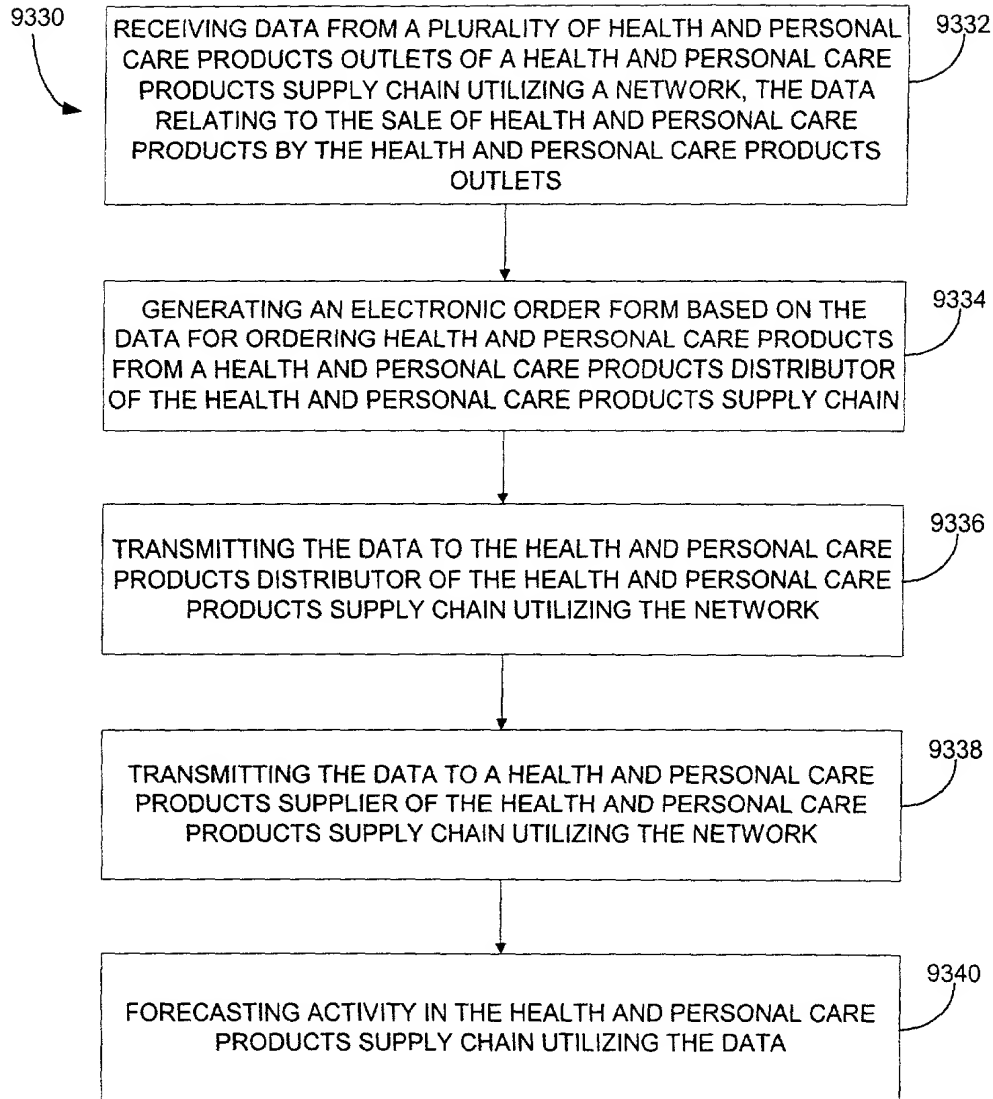 9330
RECEIVING DATA FROM A PLURALITY OF HEALTH AND PERSONAL
CARE PRODUCTS OUTLETS OF A HEALTH AND PERSONAL CARE
PRODUCTS SUPPLY CHAIN UTILIZING A NETWORK, THE DATA
RELATING TO THE SALE OF HEALTH AND PERSONAL CARE
PRODUCTS BY THE HEALTH AND PERSONAL CARE PRODUCTS
OUTLETS
9332
GENERATING AN ELECTRONIC ORDER FORM BASED ON THE
DATA FOR ORDERING HEALTH AND PERSONAL CARE PRODUCTS
FROM A HEALTH AND PERSONAL CARE PRODUCTS DISTRIBUTOR
OF THE HEALTH AND PERSONAL CARE PRODUCTS SUPPLY CHAIN
9334
TRANSMITTING THE DATA TO THE HEALTH AND PERSONAL CARE
PRODUCTS DISTRIBUTOR OF THE HEALTH AND PERSONAL CARE
PRODUCTS SUPPLY CHAIN UTILIZING THE NETWORK
9336
TRANSMITTING THE DATA TO A HEALTH AND PERSONAL CARE
PRODUCTS SUPPLIER OF THE HEALTH AND PERSONAL CARE
PRODUCTS SUPPLY CHAIN UTILIZING THE NETWORK
9338
FORECASTING ACTIVITY IN THE HEALTH AND PERSONAL CARE
PRODUCTS SUPPLY CHAIN UTILIZING THE DATA
9340